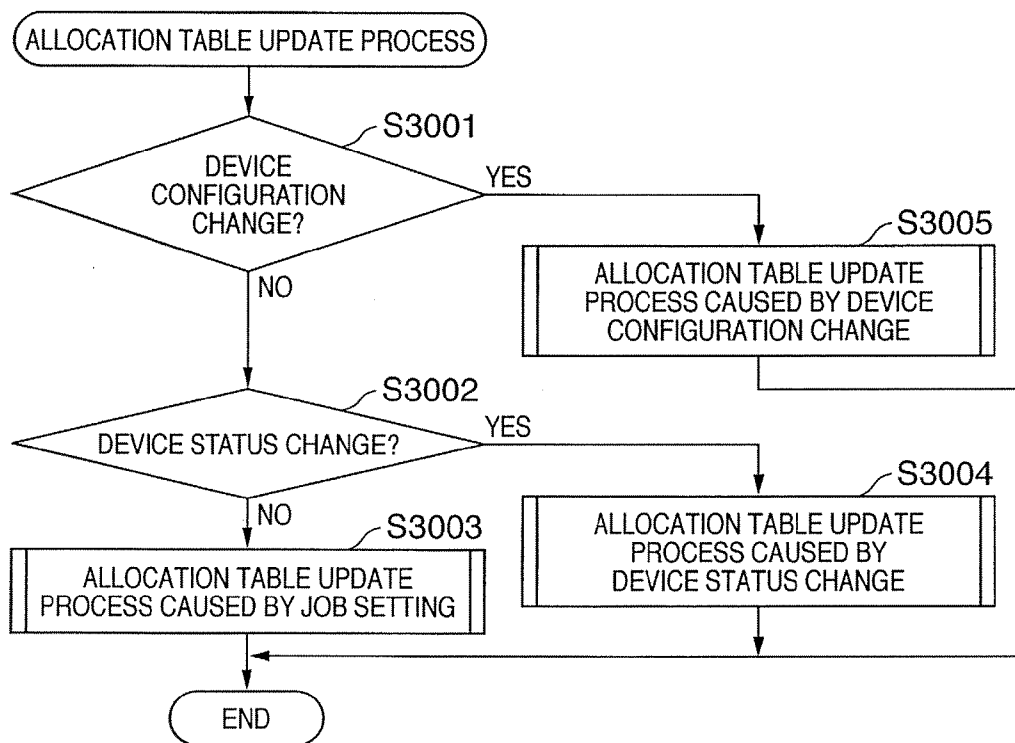 ALLOCATION TABLE UPDATE PROCESS
S3001
DEVICE
CONFIGURATION
CHANGE?
YES
NO
S3005
ALLOCATION TABLE UPDATE
PROCESS CAUSED BY DEVICE
CONFIGURATION CHANGE
S3002
DEVICE STATUS CHANGE?
YES
NO
S3004
ALLOCATION TABLE UPDATE
PROCESS CAUSED BY
DEVICE STATUS CHANGE
S3003
ALLOCATION TABLE UPDATE
PROCESS CAUSED BY JOB SETTING
END